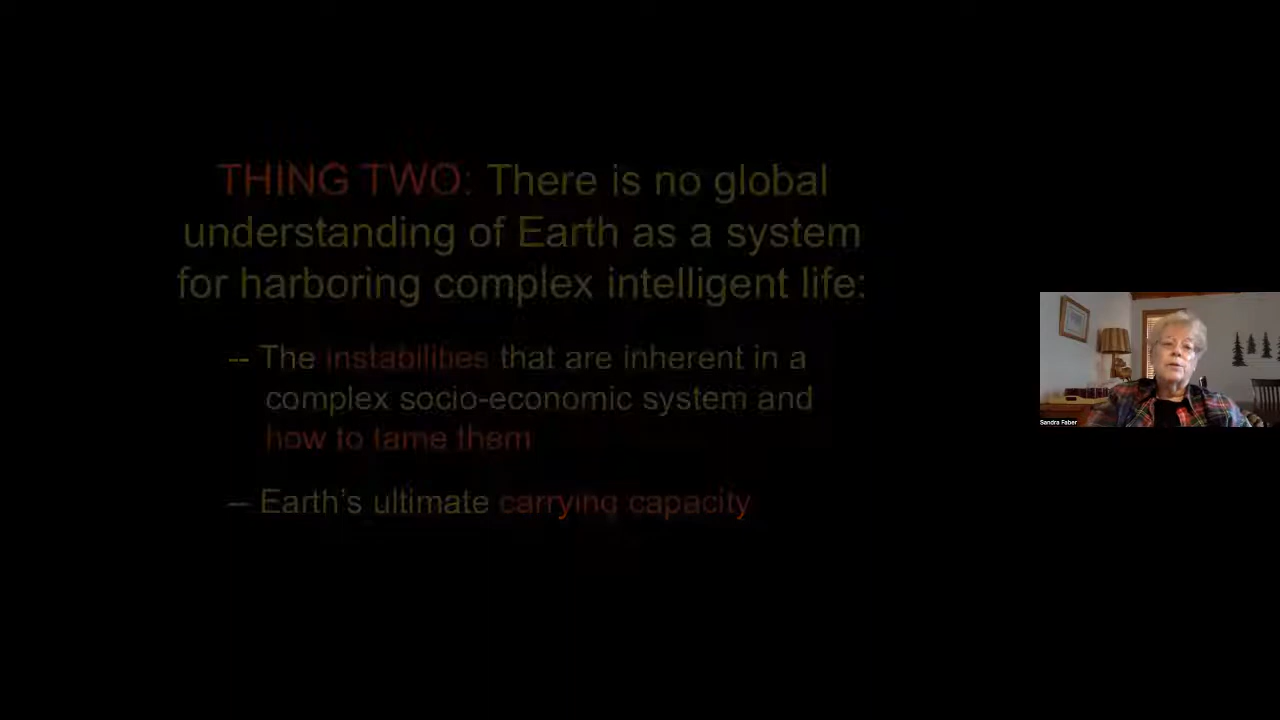 THING TWO: There is no global
understanding of Earth as a system
for harboring complex intelligent life:
-- The instabilities that are inherent in a
complex socio-economic system and
how to tame them
-- Earth's ultimate carrying capacity
Sandra Faber